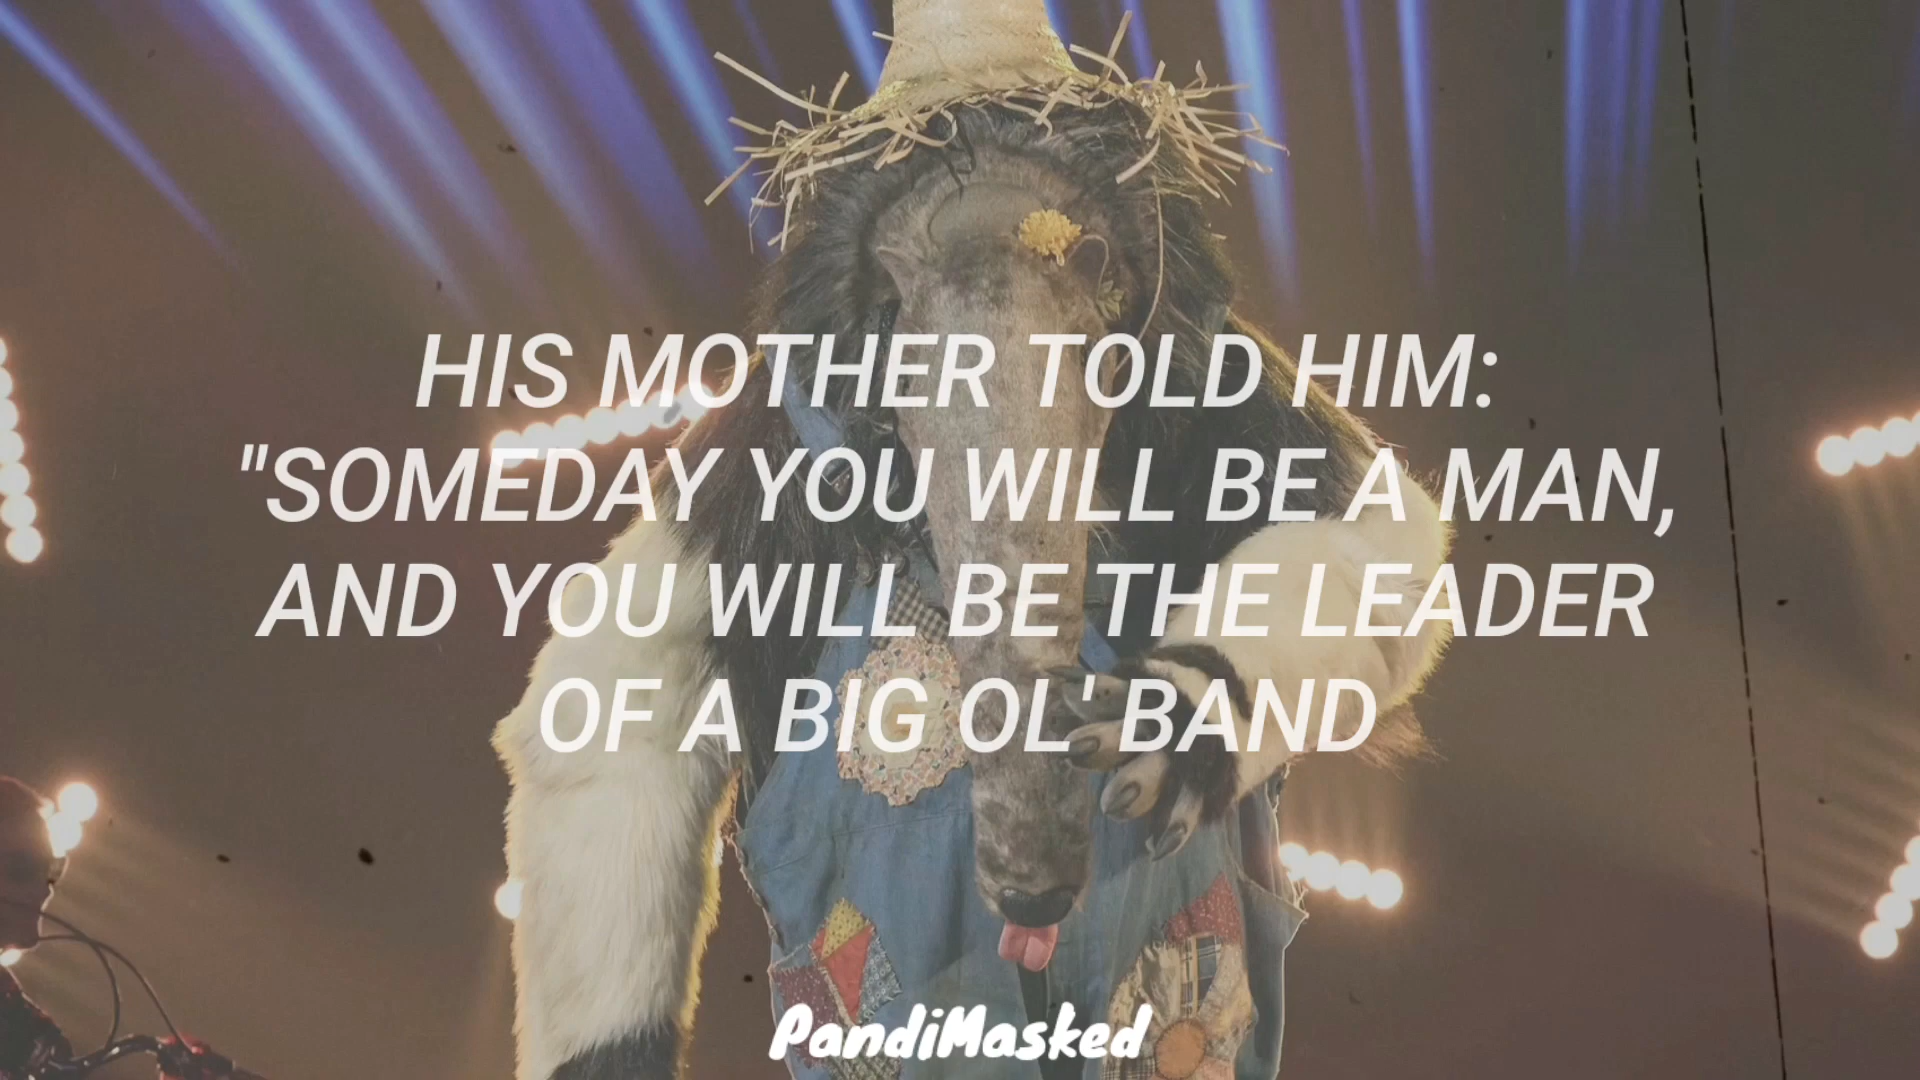 HIS MOTHER TOLD HIM:
"SOMEDAY YOU WILL BE A MAN,
AND YOU WILL BE THE LEADER
OF A BIG OL' BAND
PandiMasked